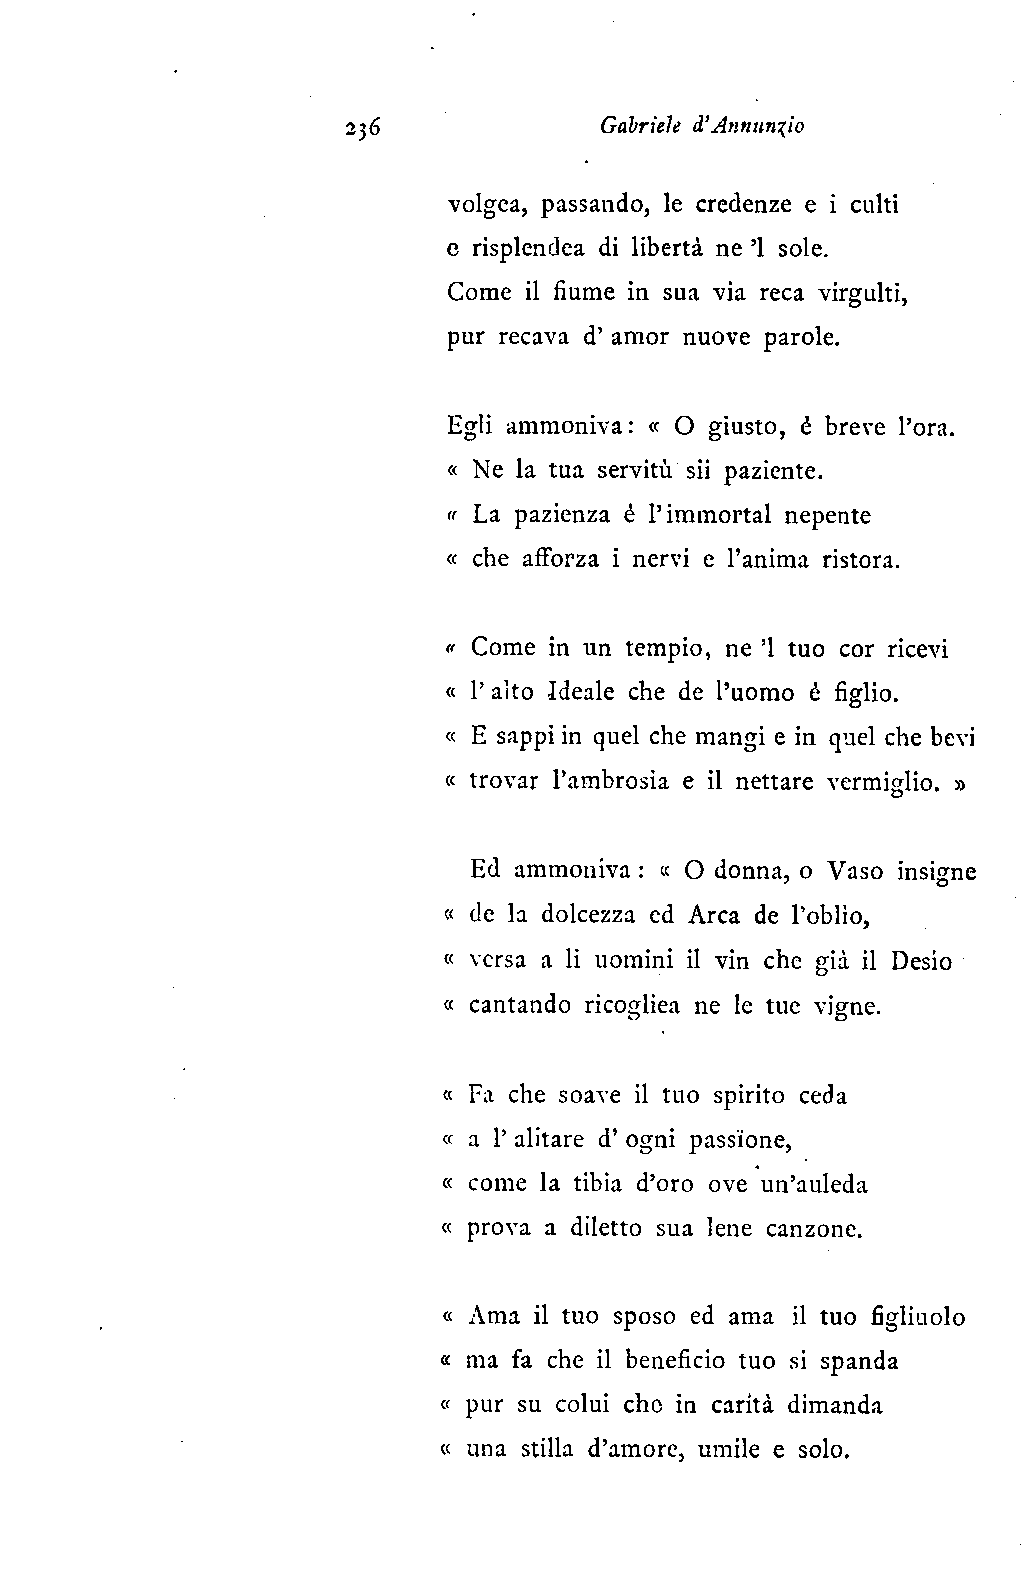 236 Gabriele d'Annunzio
volgea, passando, le credenze e i culti
e risplendea di libertà ne 'l sole.
Come il fiume in sua via reca virgulti,
pur recava d' amor nuove parole.
Egli ammoniva: « O giusto, é breve l'ora.
« Ne la tua servitù sii paziente.
« La pazienza é l'immortal nepente
« che afforza i nervi e l'anima ristora.
« Come in un tempio, ne 'l tuo cor ricevi
« l' alto Ideale che de l'uomo é figlio.
« E sappi in quel che mangi e in quel che bevi
« trovar l'ambrosia e il nettare vermiglio. »
Ed ammoniva : « O donna, o Vaso insigne
« de la dolcezza ed Arca de l'oblìo,
« versa a li uomini il vin che già il Desìo
« cantando ricogliea ne le tue vigne.
« Fa che soave il tuo spirito ceda
« a l' alitare d' ogni passïone,
« come la tibia d'oro ove un'auleda
« prova a diletto sua lene canzone.
« Ama il tuo sposo ed ama il tuo figliuolo
« ma fa che il beneficio tuo si spanda
« pur su colui che in carità dimanda
« una stilla d'amore, umile e solo.